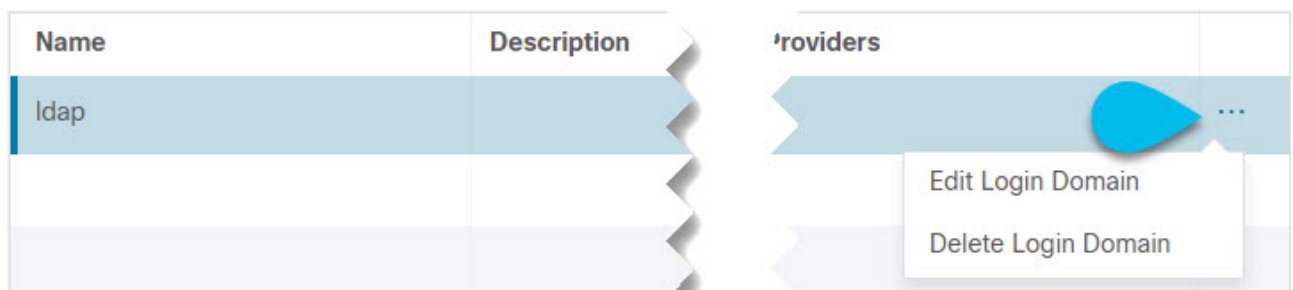 Name Description Providers
ldap ...
Edit Login Domain
Delete Login Domain